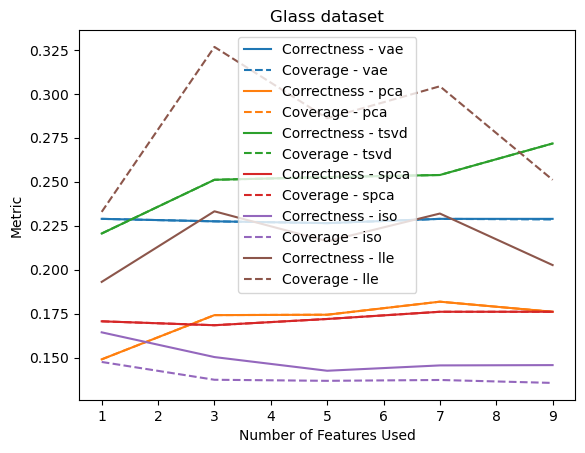 Glass dataset
0.325
0.300
0.275
0.250
0.225
0.200
0.175
0.150
Metric
Correctness - vae
Coverage - vae
Correctness - pca
Coverage - pca
Correctness - tsvd
Coverage - tsvd
Correctness - spca
Coverage - spca
Correctness - iso
Coverage - iso
Correctness - lle
Coverage - lle
1 2 3 4 5 6 7 8 9
Number of Features Used